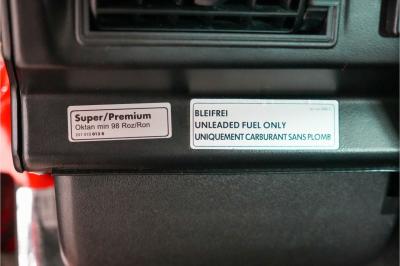 Super/Premium
Oktan min 98 Roz/Ron
BLEIFREI
UNLEADED FUEL ONLY
UNIQUEMENT CARBURANT SANS PLOMB